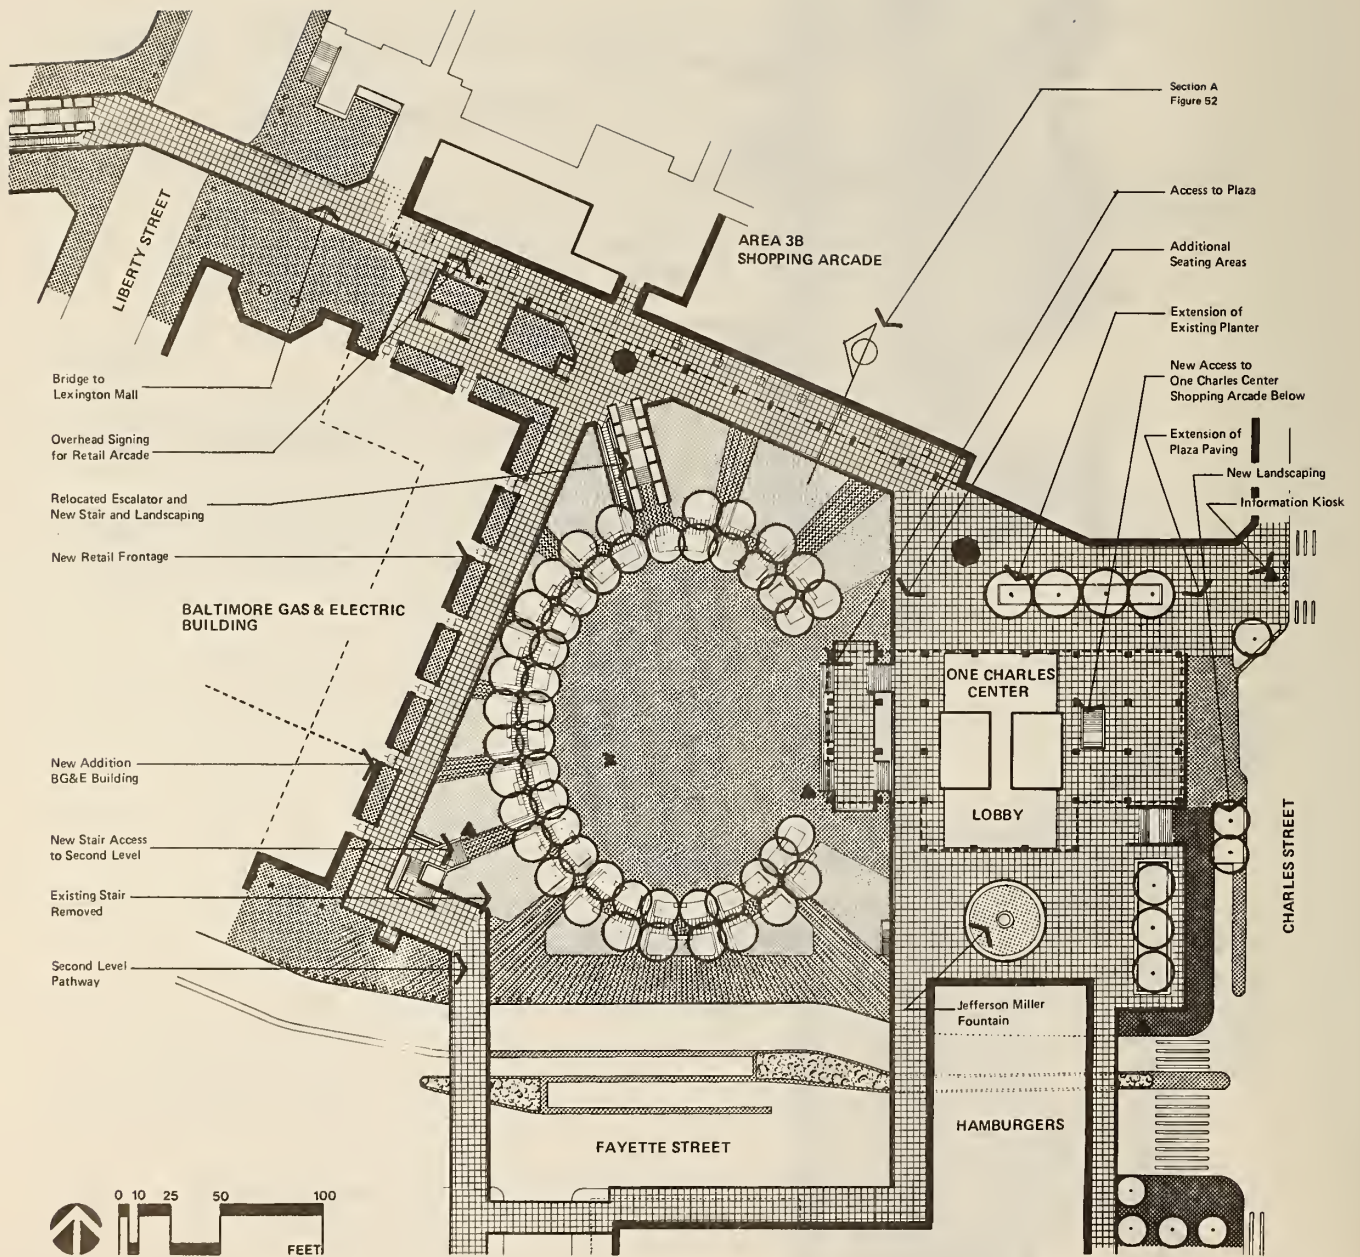 Section A
Figure 52
Access to Plaza
Additional
Seating Areas
Extension of
Existing Planter
New Access to
One Charles Center
Shopping Arcade Below
Extension of
Plaza Paving
New Landscaping
Information Kiosk
AREA 3B
SHOPPING ARCADE
LIBERTY STREET
Bridge to
Lexington Mall
Overhead Signing
for Retail Arcade
Relocated Escalator and
New Stair and Landscaping
New Retail Frontage
BALTIMORE GAS & ELECTRIC
BUILDING
New Addition
BG&E Building
New Stair Access
to Second Level
Existing Stair
Removed
Second Level
Pathway
ONE CHARLES
CENTER
LOBBY
CHARLES STREET
Jefferson Miller
Fountain
HAMBURGERS
FAYETTE STREET
0 10 25 50 100
FEET